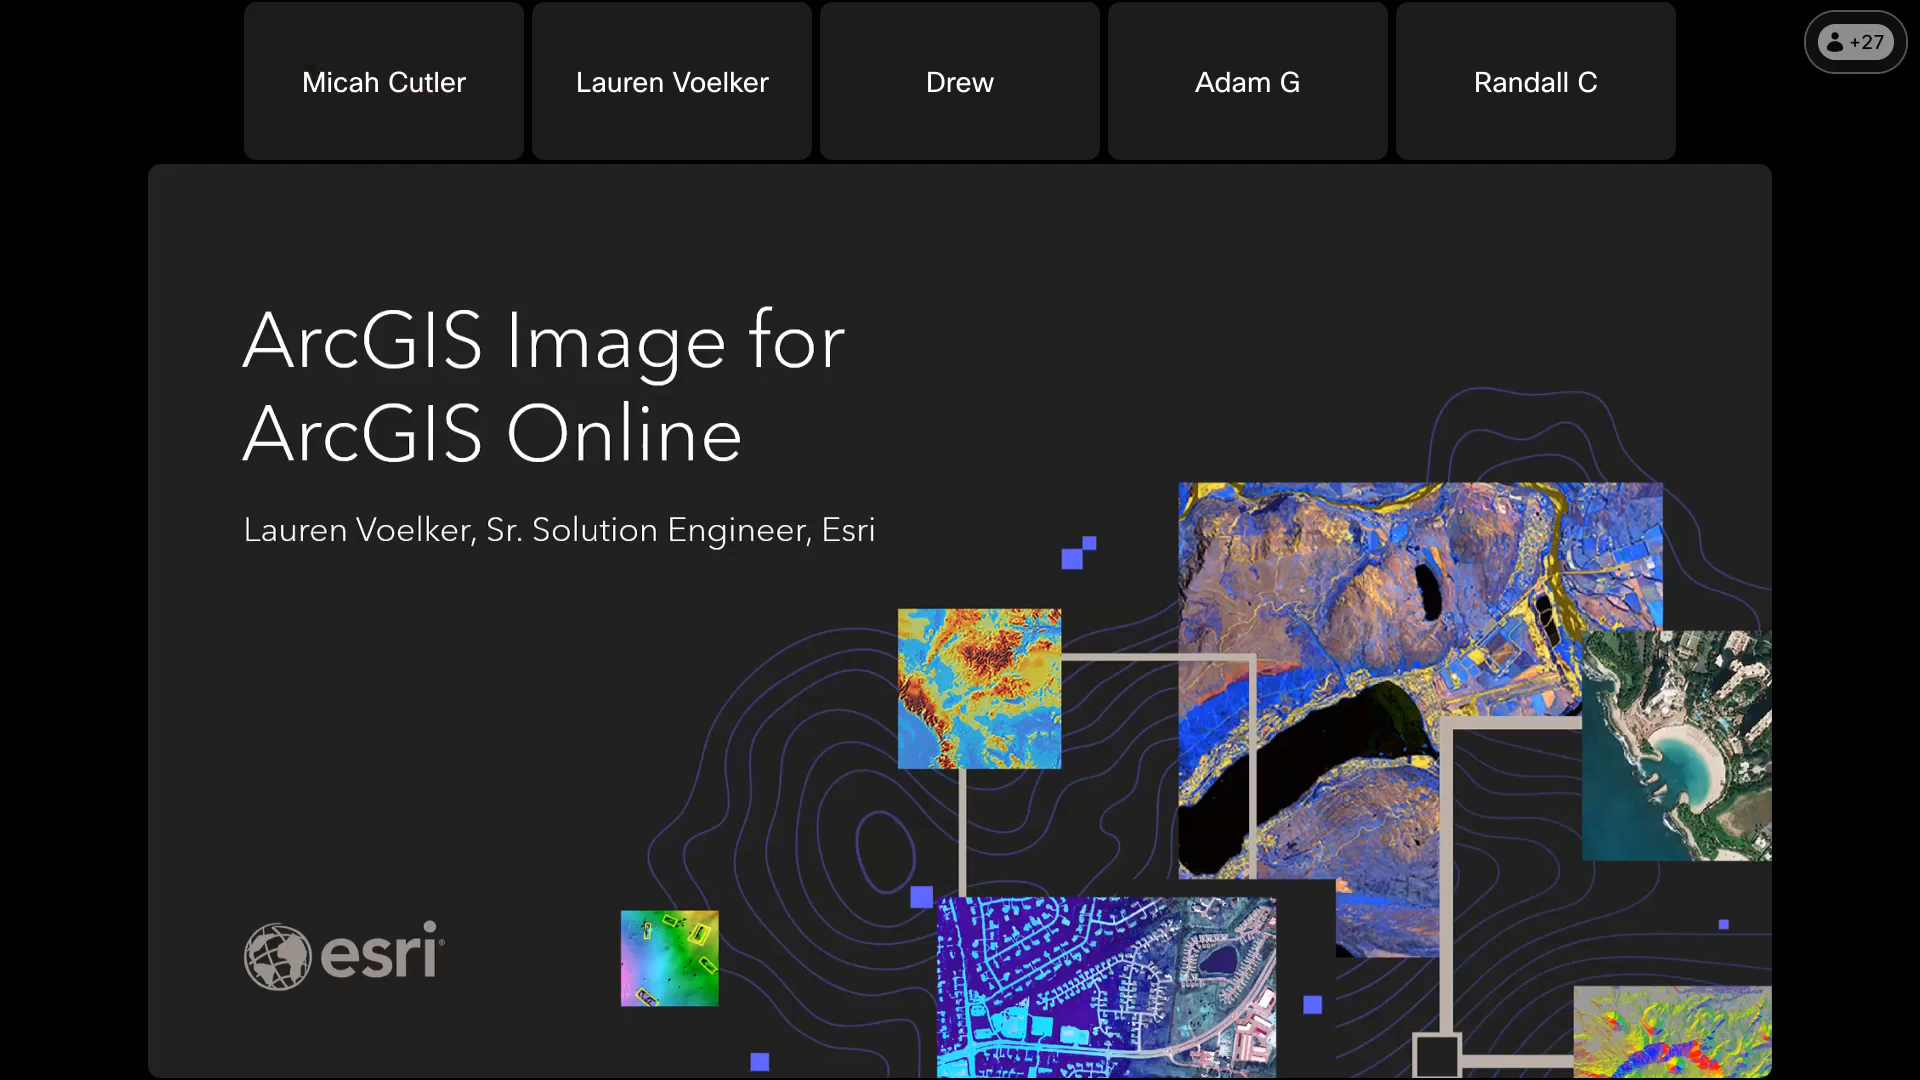 Micah Cutler
Lauren Voelker
Drew
Adam G
Randall C
+27
ArcGIS Image for
ArcGIS Online
Lauren Voelker, Sr. Solution Engineer, Esri
esri®